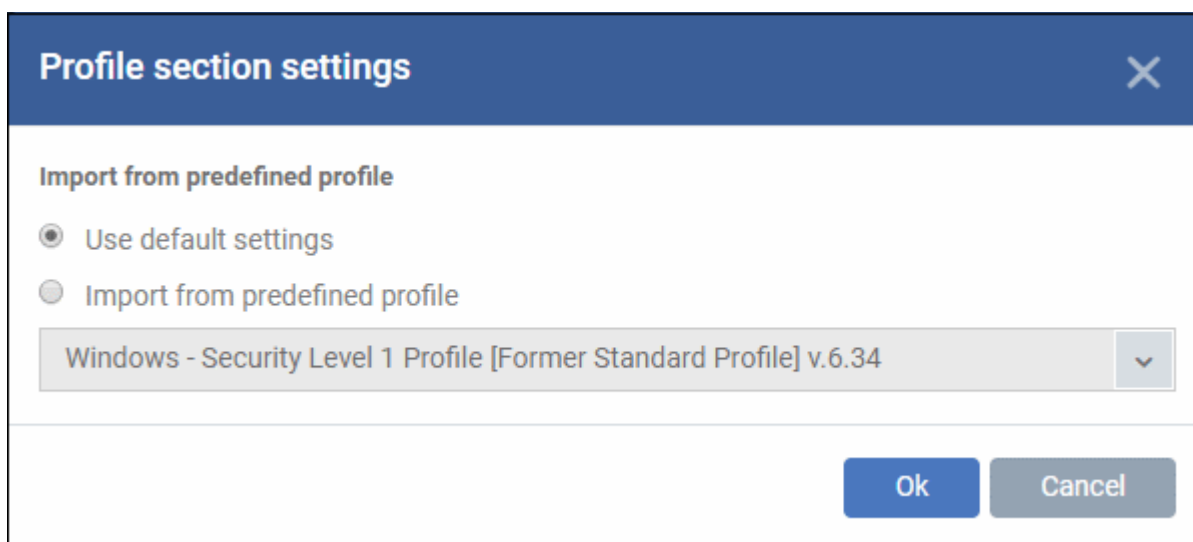 Profile section settings
Import from predefined profile
Use default settings
Import from predefined profile
Windows - Security Level 1 Profile [Former Standard Profile] v.6.34
Ok
Cancel